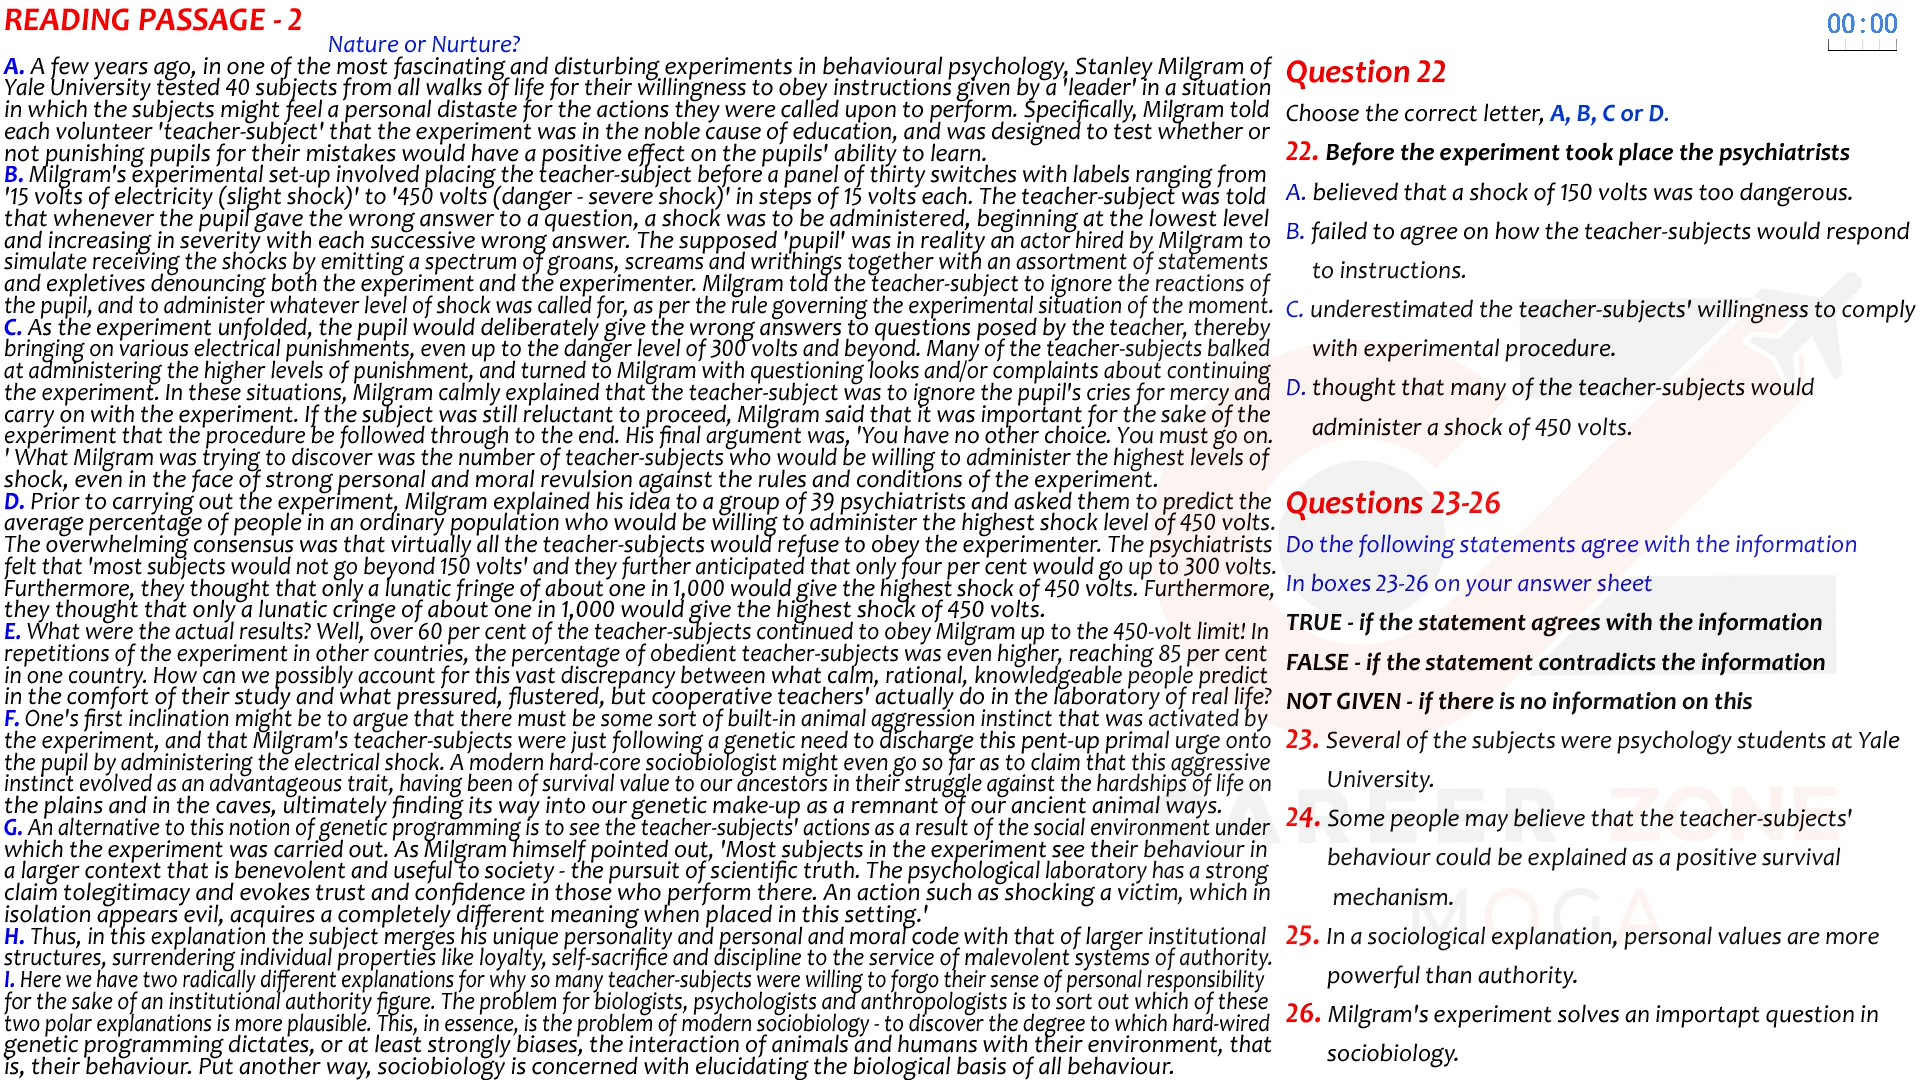 READING PASSAGE - 2
Nature or Nurture?
00:00
A. A few years ago, in one of the most fascinating and disturbing experiments in behavioural psychology, Stanley Milgram of
Yale University tested 40 subjects from all walks of life for their willingness to obey instructions given by a 'leader' in a situation
in which the subjects might feel a personal distaste for the actions they were called upon to perform. Specifically, Milgram told
each volunteer 'teacher-subject' that the experiment was in the noble cause of education, and was designed to test whether or
not punishing pupils for their mistakes would have a positive effect on the pupils' ability to learn.
B. Milgram's experimental set-up involved placing the teacher-subject before a panel of thirty switches with labels ranging from
'15 volts of electricity (slight shock)' to '450 volts (danger - severe shock)' in steps of 15 volts each. The teacher-subject was told
that whenever the pupil gave the wrong answer to a question, a shock was to be administered, beginning at the lowest level
and increasing in severity with each successive wrong answer. The supposed 'pupil' was in reality an actor hired by Milgram to
simulate receiving the shocks by emitting a spectrum of groans, screams and writhings together with an assortment of statements
and expletives denouncing both the experiment and the experimenter. Milgram told the teacher-subject to ignore the reactions of
the pupil, and to administer whatever level of shock was called for, as per the rule governing the experimental situation of the moment.
C. As the experiment unfolded, the pupil would deliberately give the wrong answers to questions posed by the teacher, thereby
bringing on various electrical punishments, even up to the danger level of 300 volts and beyond. Many of the teacher-subjects balked
at administering the higher levels of punishment, and turned to Milgram with questioning looks and/or complaints about continuing
the experiment. In these situations, Milgram calmly explained that the teacher-subject was to ignore the pupil's cries for mercy and
carry on with the experiment. If the subject was still reluctant to proceed, Milgram said that it was important for the sake of the
experiment that the procedure be followed through to the end. His final argument was, 'You have no other choice. You must go on.
' What Milgram was trying to discover was the number of teacher-subjects who would be willing to administer the highest levels of
shock, even in the face of strong personal and moral revulsion against the rules and conditions of the experiment.
D. Prior to carrying out the experiment, Milgram explained his idea to a group of 39 psychiatrists and asked them to predict the
average percentage of people in an ordinary population who would be willing to administer the highest shock level of 450 volts.
The overwhelming consensus was that virtually all the teacher-subjects would refuse to obey the experimenter. The psychiatrists
felt that 'most subjects would not go beyond 150 volts' and they further anticipated that only four per cent would go up to 300 volts.
Furthermore, they thought that only a lunatic fringe of about one in 1,000 would give the highest shock of 450 volts. Furthermore,
they thought that only a lunatic cringe of about one in 1,000 would give the highest shock of 450 volts.
E. What were the actual results? Well, over 60 per cent of the teacher-subjects continued to obey Milgram up to the 450-volt limit! In
repetitions of the experiment in other countries, the percentage of obedient teacher-subjects was even higher, reaching 85 per cent
in one country. How can we possibly account for this vast discrepancy between what calm, rational, knowledgeable people predict
in the comfort of their study and what pressured, flustered, but cooperative teachers' actually do in the laboratory of real life?
F. One's first inclination might be to argue that there must be some sort of built-in animal aggression instinct that was activated by
the experiment, and that Milgram's teacher-subjects were just following a genetic need to discharge this pent-up primal urge onto
the pupil by administering the electrical shock. A modern hard-core sociobiologist might even go so far as to claim that this aggressive
instinct evolved as an advantageous trait, having been of survival value to our ancestors in their struggle against the hardships of life on
the plains and in the caves, ultimately finding its way into our genetic make-up as a remnant of our ancient animal ways.
G. An alternative to this notion of genetic programming is to see the teacher-subjects' actions as a result of the social environment under
which the experiment was carried out. As Milgram himself pointed out, 'Most subjects in the experiment see their behaviour in
a larger context that is benevolent and useful to society - the pursuit of scientific truth. The psychological laboratory has a strong
claim tolegitimacy and evokes trust and confidence in those who perform there. An action such as shocking a victim, which in
isolation appears evil, acquires a completely different meaning when placed in this setting.'
H. Thus, in this explanation the subject merges his unique personality and personal and moral code with that of larger institutional
structures, surrendering individual properties like loyalty, self-sacrifice and discipline to the service of malevolent systems of authority.
I. Here we have two radically different explanations for why so many teacher-subjects were willing to forgo their sense of personal responsibility
for the sake of an institutional authority figure. The problem for biologists, psychologists and anthropologists is to sort out which of these
two polar explanations is more plausible. This, in essence, is the problem of modern sociobiology - to discover the degree to which hard-wired
genetic programming dictates, or at least strongly biases, the interaction of animals and humans with their environment, that
is, their behaviour. Put another way, sociobiology is concerned with elucidating the biological basis of all behaviour.
Question 22
Choose the correct letter, A, B, C or D.
22. Before the experiment took place the psychiatrists
A. believed that a shock of 150 volts was too dangerous.
B. failed to agree on how the teacher-subjects would respond
to instructions.
C. underestimated the teacher-subjects' willingness to comply
with experimental procedure.
D. thought that many of the teacher-subjects would
administer a shock of 450 volts.
Questions 23-26
Do the following statements agree with the information
In boxes 23-26 on your answer sheet
TRUE - if the statement agrees with the information
FALSE - if the statement contradicts the information
NOT GIVEN - if there is no information on this
23. Several of the subjects were psychology students at Yale
University.
24. Some people may believe that the teacher-subjects'
behaviour could be explained as a positive survival
mechanism.
25. In a sociological explanation, personal values are more
powerful than authority.
26. Milgram's experiment solves an importapt question in
sociobiology.
CAREER ZONE
MOGA